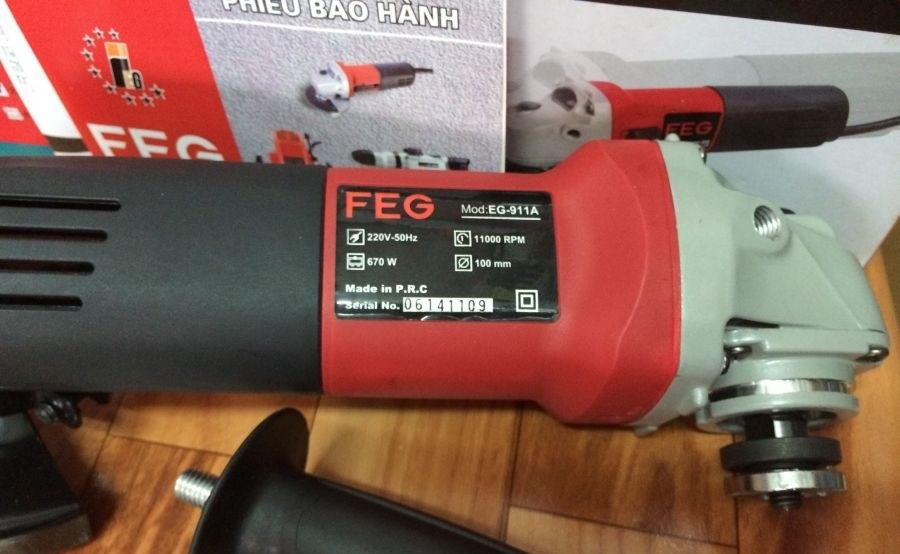 PHIẾU BẢO HÀNH
FEG
FEG
FEG
Mod:EG-911A
220V-50Hz
11000 RPM
670 W
100 mm
Made in P.R.C
Serial No. 06141109